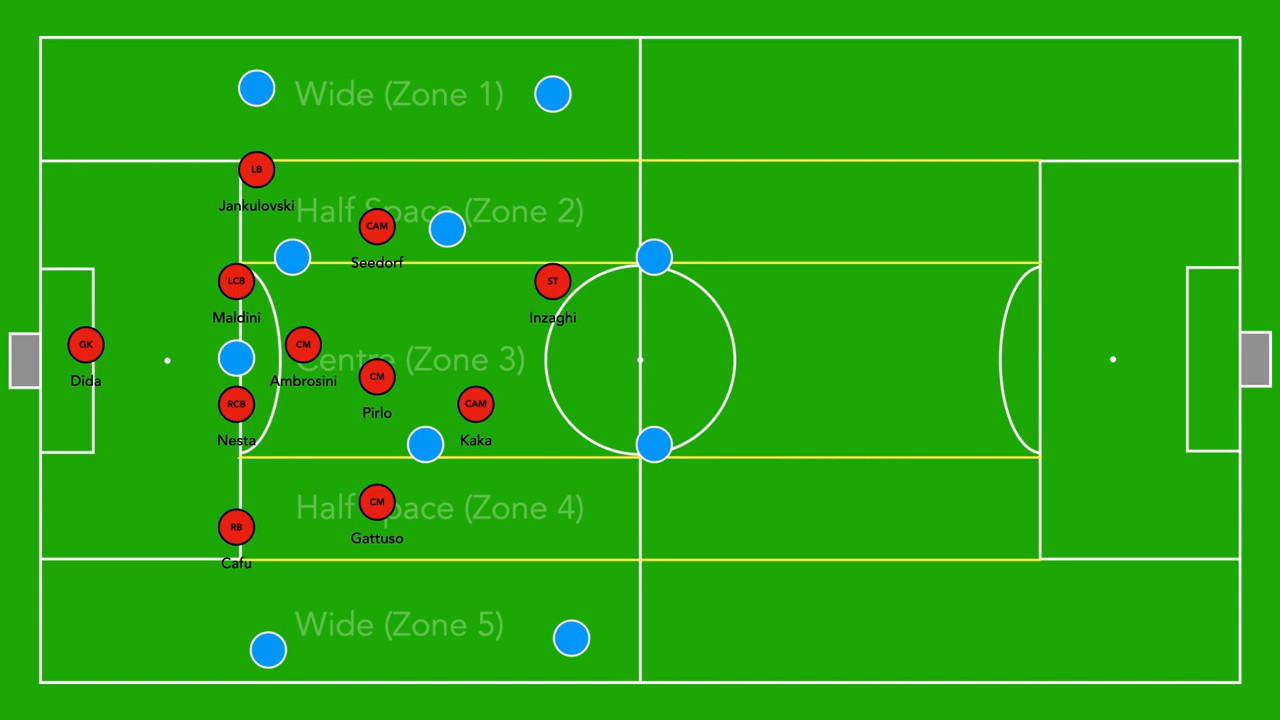 Wide (Zone 1)
LB
Jankulovski
Half Space (Zone 2)
CAM
Seedorf
LCB
Maldini
ST
Inzaghi
GK
Dida
CM
Ambrosini
Centre (Zone 3)
CM
Pirlo
RCB
Nesta
CAM
Kaka
Half Space (Zone 4)
CM
Gattuso
RB
Cafu
Wide (Zone 5)